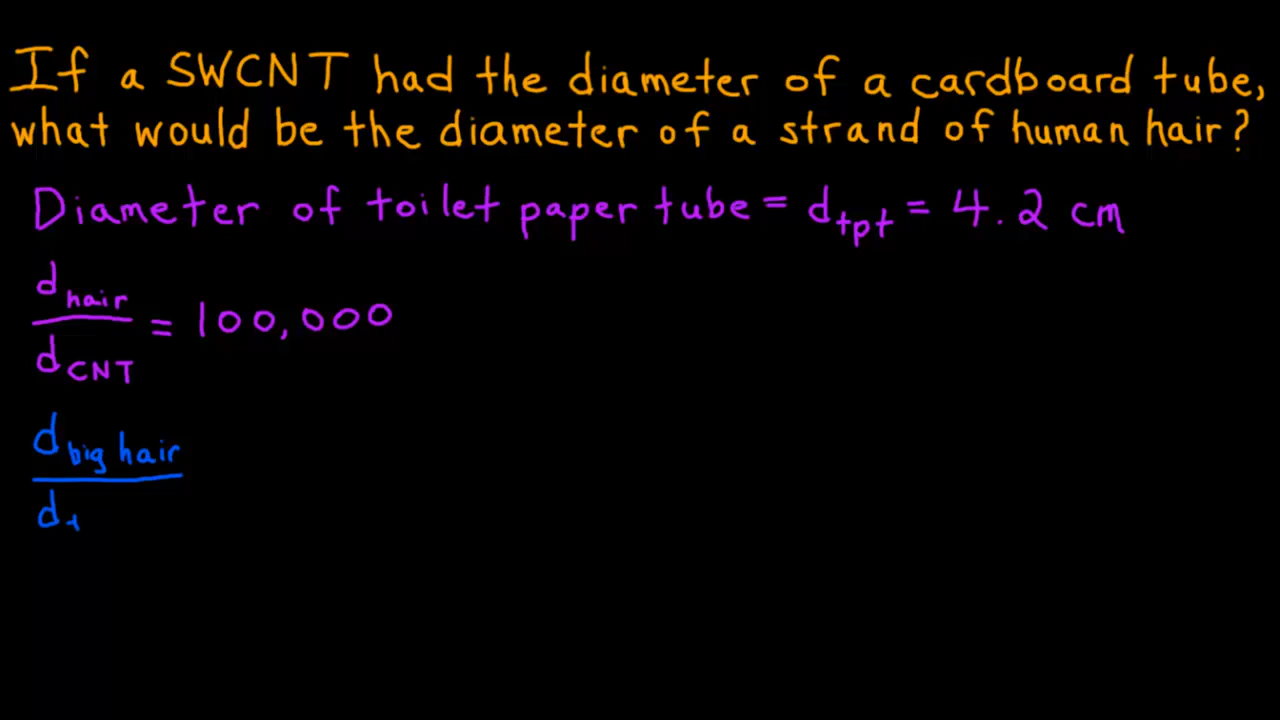 If a SWCNT had the diameter of a cardboard tube,
what would be the diameter of a strand of human hair?
Diameter of toilet paper tube = d_tpt = 4.2 cm
d_hair / d_CNT = 100,000
d_big hair
d_t